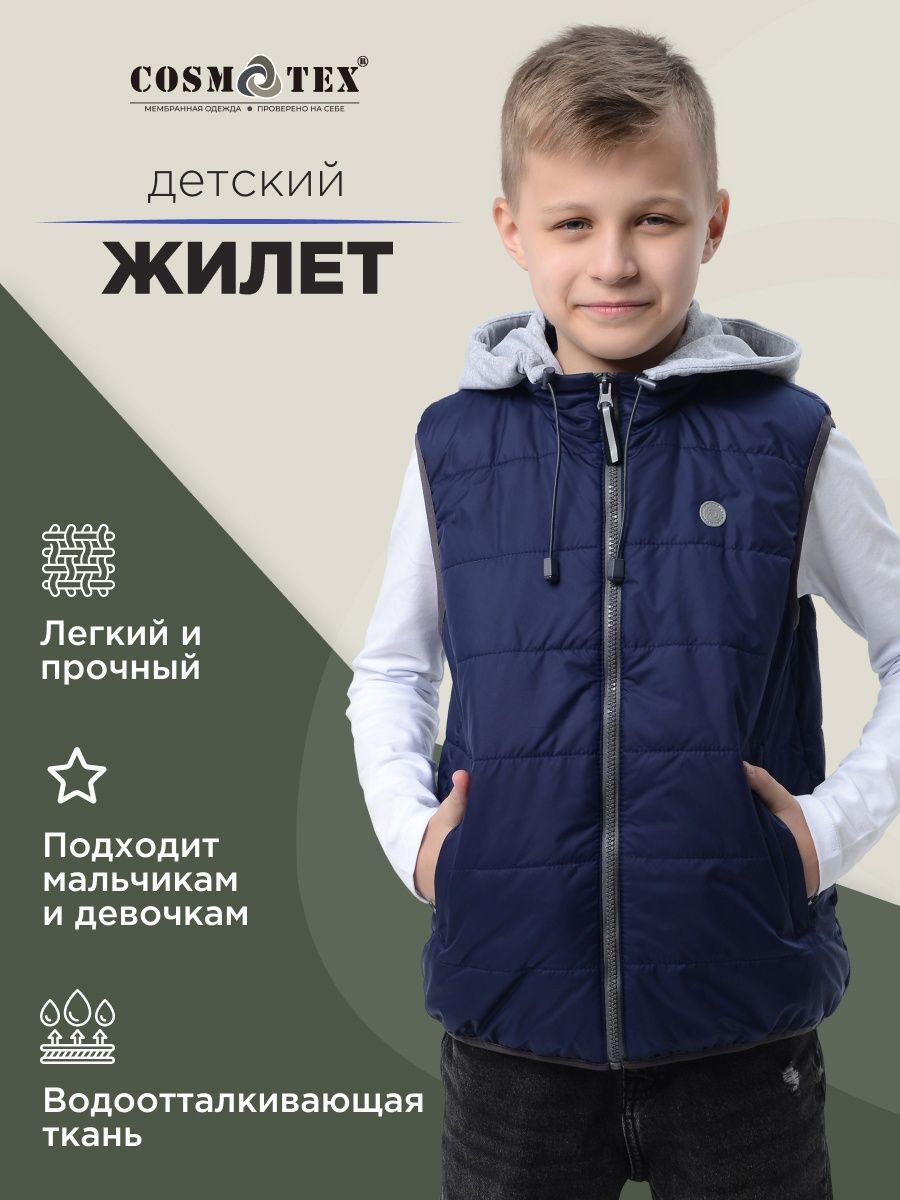 COSMOTEX®
МЕМБРАННАЯ ОДЕЖДА ● ПРОВЕРЕНО НА СЕБЕ
детский
ЖИЛЕТ
Легкий и
прочный
Подходит
мальчикам
и девочкам
Водоотталкивающая
ткань